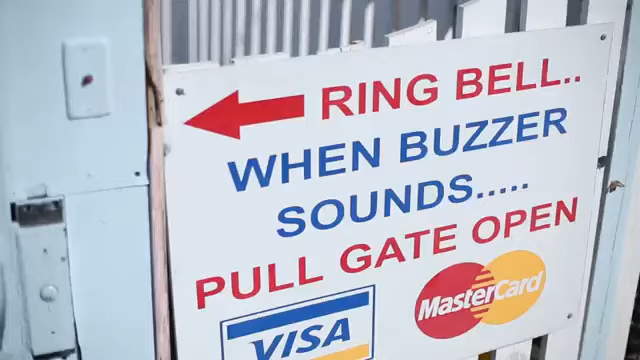 RING BELL..
WHEN BUZZER
SOUNDS.....
PULL GATE OPEN
VISA
MasterCard